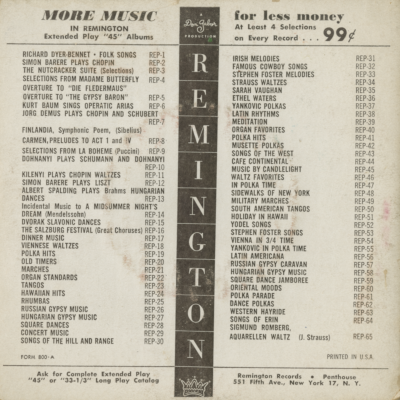 MORE MUSIC
IN REMINGTON
Extended Play "45" Albums
Don Gabor
PRODUCTION
for less money
At Least 4 Selections
on Every Record . . . 99¢
RICHARD DYER-BENNET • FOLK SONGS REP-1
SIMON BARERE PLAYS CHOPIN REP-2
THE NUTCRACKER SUITE (Selections) REP-3
SELECTIONS FROM MADAME BUTTERFLY REP-4
OVERTURE TO "DIE FLEDERMAUS"
OVERTURE TO "THE GYPSY BARON" REP-5
KURT BAUM SINGS OPERATIC ARIAS REP-6
JORG DEMUS PLAYS CHOPIN AND SCHUBERT
REP-7
FINLANDIA, Symphonic Poem, (Sibelius)
CARMEN, PRELUDES TO ACT I and IV
REP-8
SELECTIONS FROM LA BOHEME (Puccini) REP-9
DOHNANYI PLAYS SCHUMANN AND DOHNANYI
REP-10
KILENYI PLAYS CHOPIN WALTZES REP-11
SIMON BARERE PLAYS LISZT REP-12
ALBERT SPALDING PLAYS Brahms HUNGARIAN
DANCES REP-13
Incidental Music to A MIDSUMMER NIGHT'S
DREAM (Mendelssohn) REP-14
DVORAK SLAVONIC DANCES REP-15
THE SALZBURG FESTIVAL (Great Choruses) REP-16
DINNER MUSIC REP-17
VIENNESE WALTZES REP-18
POLKA HITS REP-19
OLD TIMERS REP-20
MARCHES REP-21
ORGAN STANDARDS REP-22
TANGOS REP-23
HAWAIIAN HITS REP-24
RHUMBAS REP-25
RUSSIAN GYPSY MUSIC REP-26
HUNGARIAN GYPSY MUSIC REP-27
SQUARE DANCES REP-28
CONCERT MUSIC REP-29
SONGS OF THE HILL AND RANGE REP-30
FORM 800-A
REMINGTON
IRISH MELODIES REP-31
FAMOUS COWBOY SONGS REP-32
STEPHEN FOSTER MELODIES REP-33
STRAUSS WALTZES REP-34
SARAH VAUGHAN REP-35
ETHEL WATERS REP-36
YANKOVIC POLKAS REP-37
LATIN RHYTHMS REP-38
MEDITATION REP-39
ORGAN FAVORITES REP-40
POLKA HITS REP-41
MUSETTE POLKAS REP-42
SONGS OF THE WEST REP-43
CAFE CONTINENTAL REP-44
MUSIC BY CANDLELIGHT REP-45
WALTZ FAVORITES REP-46
IN POLKA TIME REP-47
SIDEWALKS OF NEW YORK REP-48
MILITARY MARCHES REP-49
SOUTH AMERICAN TANGOS REP-50
HOLIDAY IN HAWAII REP-51
YODEL SONGS REP-52
STEPHEN FOSTER SONGS REP-53
VIENNA IN 3/4 TIME REP-54
YANKOVIC IN POLKA TIME REP-55
LATIN AMERICANA REP-56
RUSSIAN GYPSY CARAVAN REP-57
HUNGARIAN GYPSY MUSIC REP-58
SQUARE DANCE JAMBOREE REP-59
ORIENTAL MOODS REP-60
POLKA PARADE REP-61
DANCE POLKAS REP-62
WESTERN HAYRIDE REP-63
SONGS OF ERIN REP-64
SIGMUND ROMBERG,
AQUARELLEN WALTZ (J. Strauss) REP-65
PRINTED IN U.S.A.
Ask for Complete Extended Play
"45" or "33-1/3" Long Play Catalog
Remington Records • Penthouse
551 Fifth Ave., New York 17, N. Y.